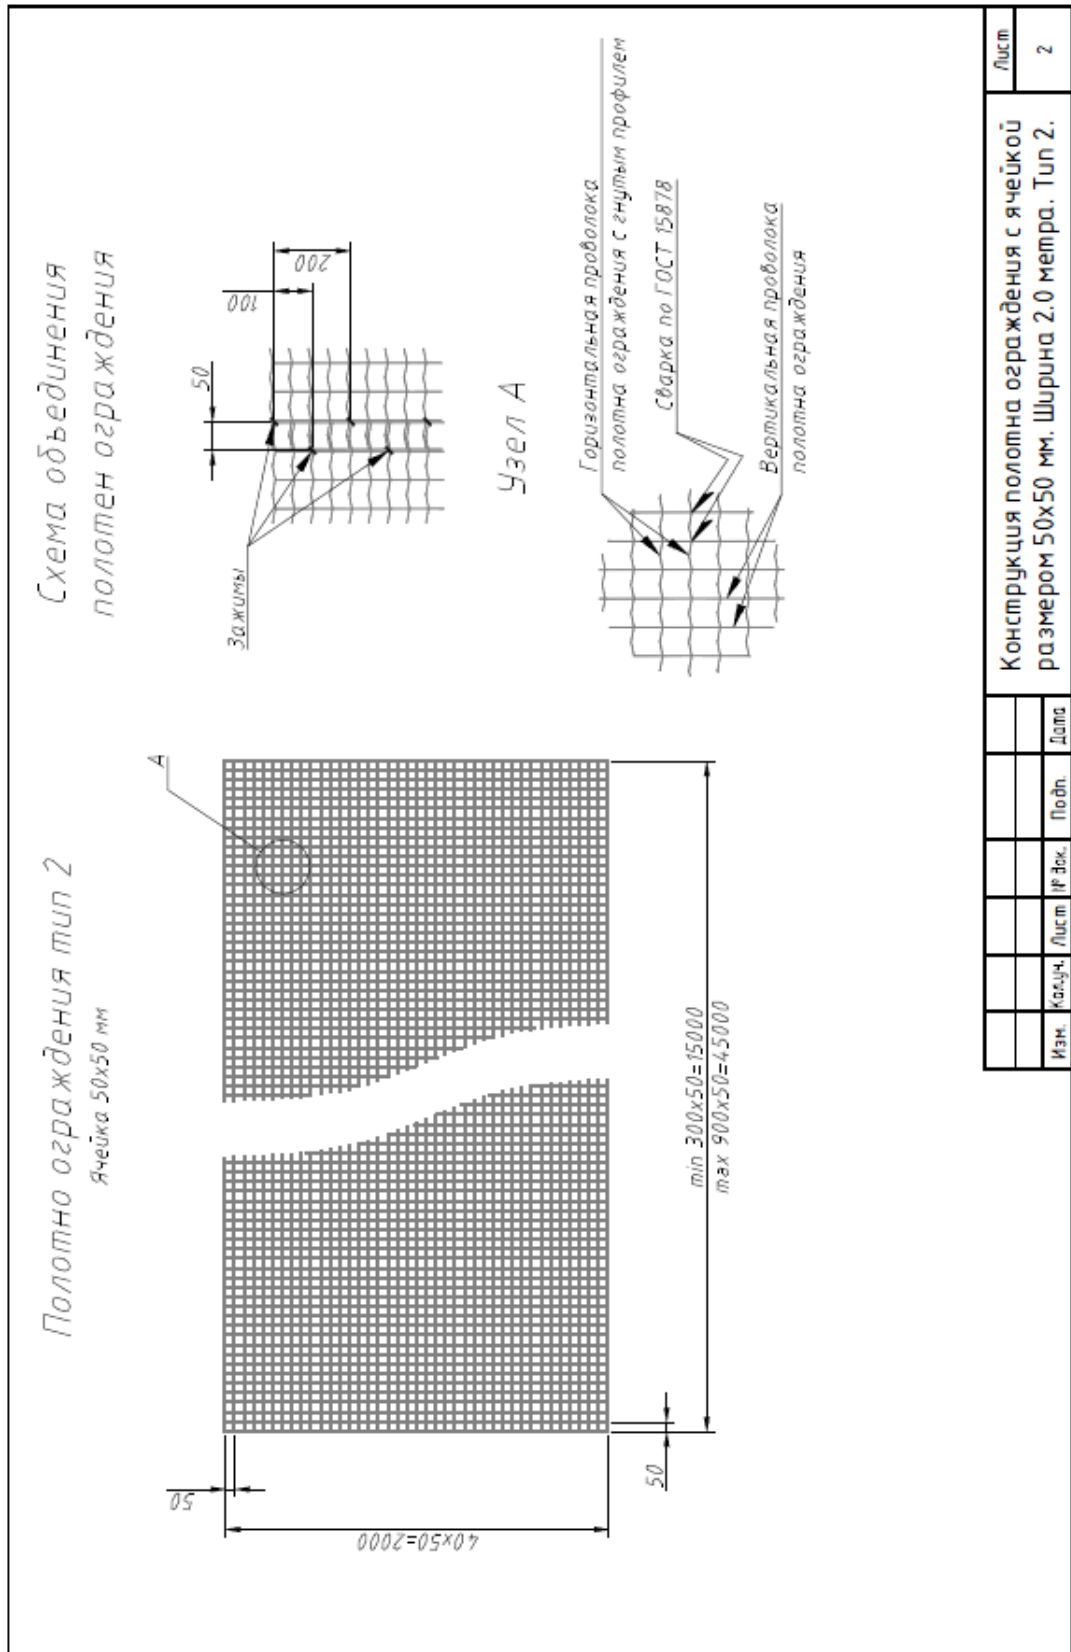 Полотно ограждения тип 2
Ячейка 50х50 мм
А
50
40х50=2000
50
min 300х50=15000
max 900х50=45000
Схема объединения
полотен ограждения
50
100
200
Зажимы
Узел А
Горизонтальная проволока
полотна ограждения с гнутым профилем
Сварка по ГОСТ 15878
Вертикальная проволока
полотна ограждения
Изм.
Кол.уч.
Лист
№ док.
Подп.
Дата
Конструкция полотна ограждения с ячейкой
размером 50х50 мм. Ширина 2.0 метра. Тип 2.
Лист
2